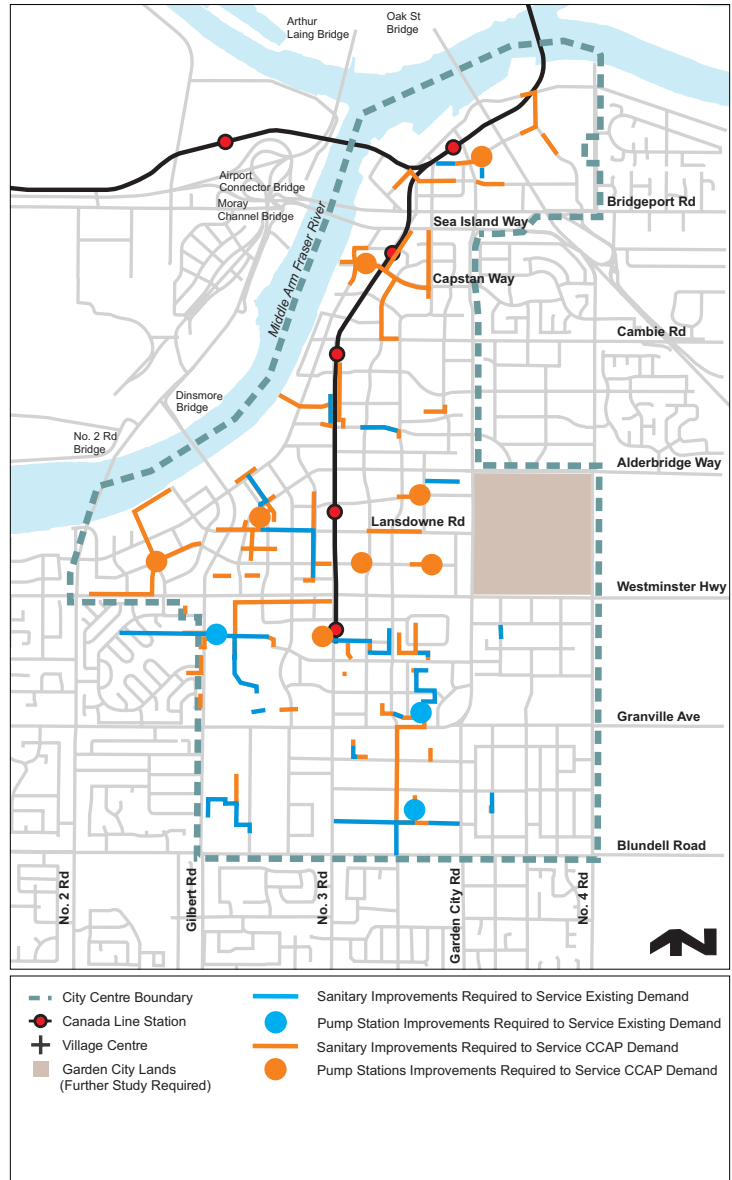 Arthur
Laing Bridge
Oak St
Bridge
Airport
Connector Bridge
Moray
Channel Bridge
Bridgeport Rd
Sea Island Way
Middle Arm Fraser River
Capstan Way
Cambie Rd
Dinsmore
Bridge
No. 2 Rd
Bridge
Alderbridge Way
Lansdowne Rd
Westminster Hwy
Granville Ave
Blundell Road
No. 2 Rd
Gilbert Rd
No. 3 Rd
Garden City Rd
No. 4 Rd
N
City Centre Boundary
Canada Line Station
Village Centre
Garden City Lands
(Further Study Required)
Sanitary Improvements Required to Service Existing Demand
Pump Station Improvements Required to Service Existing Demand
Sanitary Improvements Required to Service CCAP Demand
Pump Stations Improvements Required to Service CCAP Demand